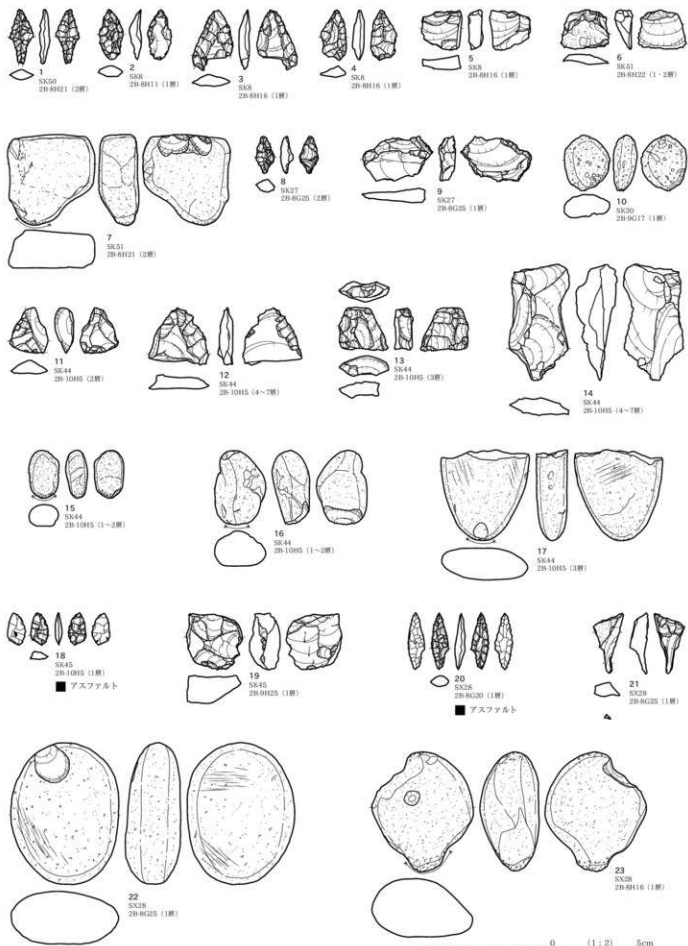 1
SK50
2B-8H21 (2層)
2
SK8
2B-8H11 (1層)
3
SK8
2B-8H16 (1層)
4
SK8
2B-8H16 (1層)
5
SK8
2B-8H16 (1層)
6
SK51
2B-8H22 (1・2層)
7
SK51
2B-8H21 (2層)
8
SK27
2B-8G25 (2層)
9
SK27
2B-8G25 (1層)
10
SK30
2B-9G17 (1層)
11
SK44
2B-10H5 (2層)
12
SK44
2B-10H5 (4~7層)
13
SK44
2B-10H5 (3層)
14
SK44
2B-10H5 (4~7層)
15
SK44
2B-10H5 (1~2層)
16
SK44
2B-10H5 (1~2層)
17
SK44
2B-10H5 (3層)
18
SK45
2B-10H5 (1層)
■ アスファルト
19
SK45
2B-9H25 (1層)
20
SX28
2B-8G20 (1層)
■ アスファルト
21
SX28
2B-8G25 (1層)
22
SX28
2B-8G25 (1層)
23
SX28
2B-8H16 (1層)
0 (1:2) 5cm